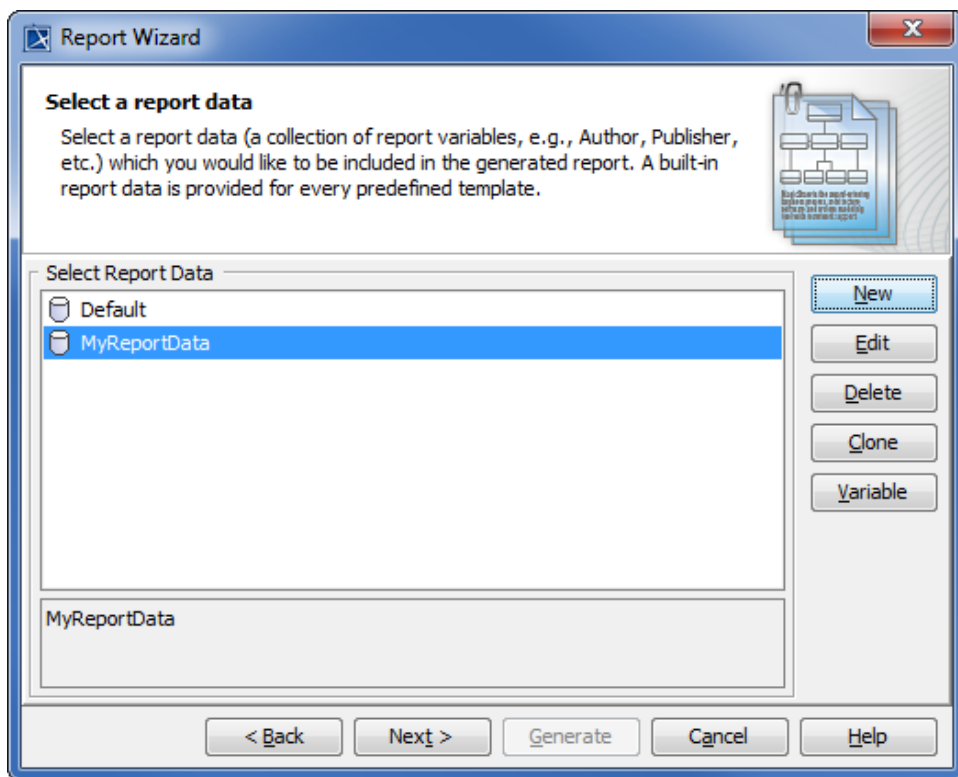 Report Wizard
Select a report data
Select a report data (a collection of report variables, e.g., Author, Publisher,
etc.) which you would like to be included in the generated report. A built-in
report data is provided for every predefined template.
Select Report Data
Default
MyReportData
New
Edit
Delete
Clone
Variable
MyReportData
< Back
Next >
Generate
Cancel
Help